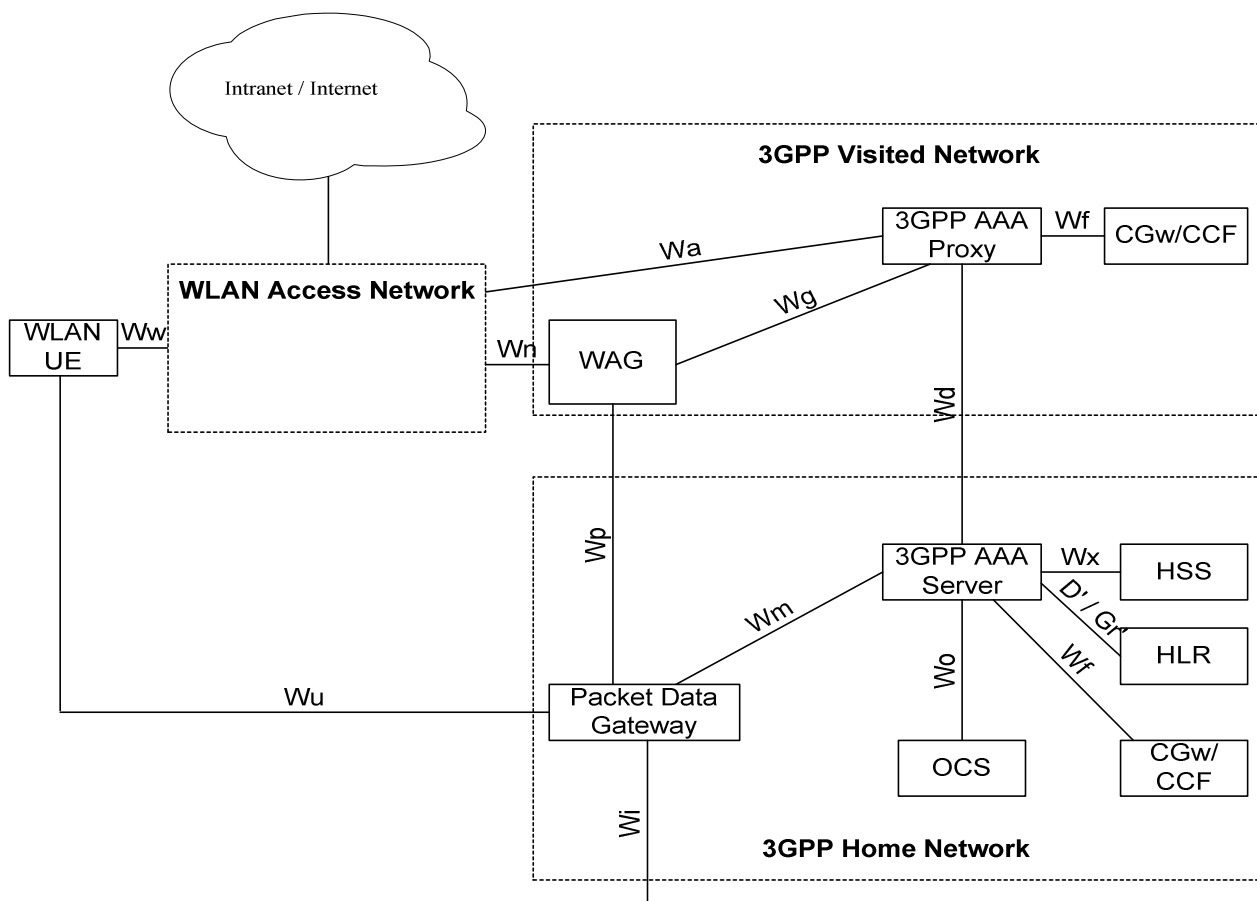 Intranet / Internet
3GPP Visited Network
3GPP AAA
Proxy
Wf
CGw/CCF
Wa
WLAN Access Network
Wg
WLAN
UE
Ww
Wn
WAG
Wd
Wp
3GPP AAA
Server
Wx
HSS
D' / Gr'
HLR
Wm
Wo
Wf
Wu
Packet Data
Gateway
OCS
CGw/
CCF
Wi
3GPP Home Network